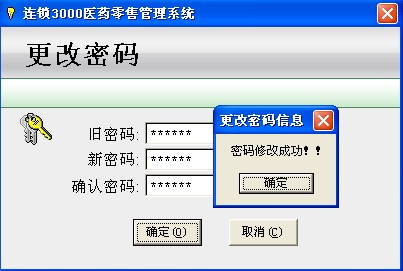 连锁3000医药零售管理系统
更改密码
旧密码: ******
新密码: ******
确认密码: ******
确定(O)
取消(C)
更改密码信息
密码修改成功！！
确定